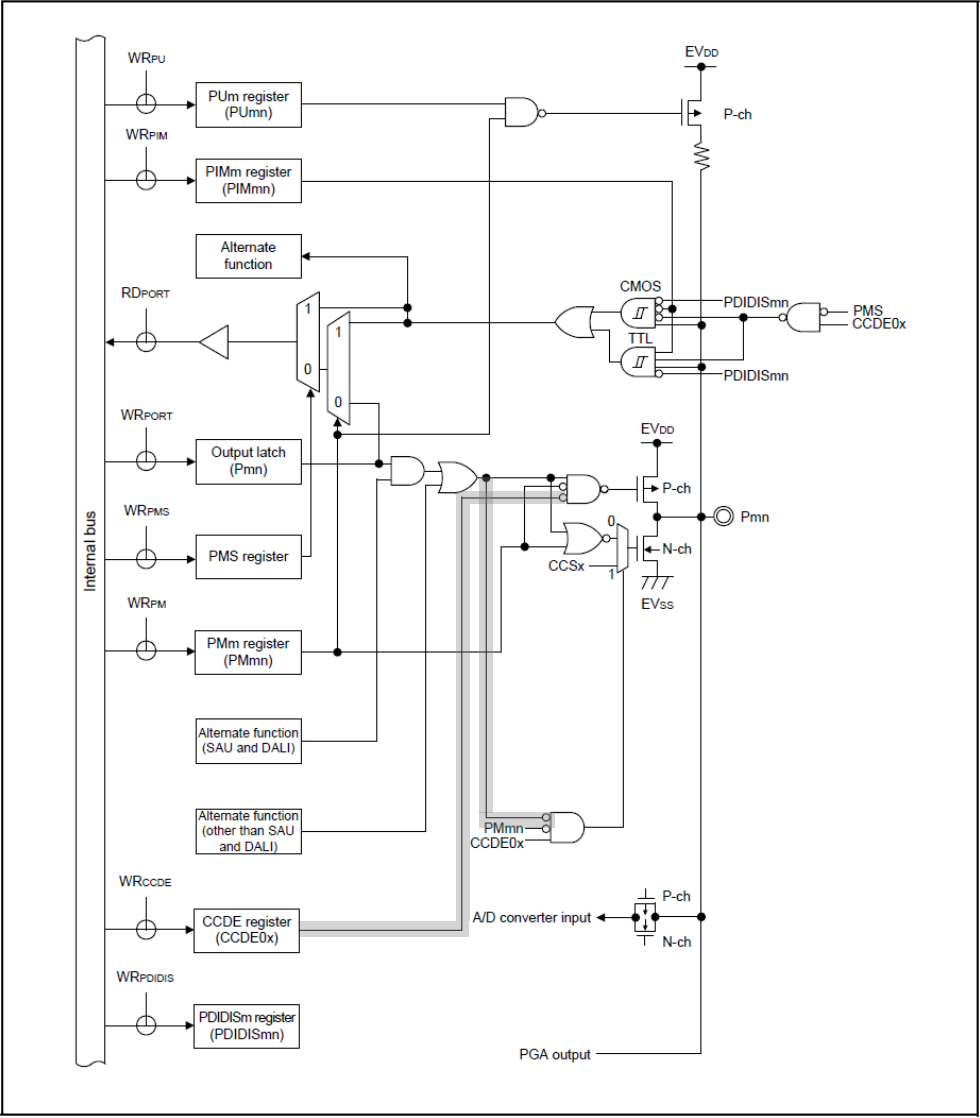 WRPU
EVDD
PUm register
(PUmn)
P-ch
WRPIM
PIMm register
(PIMmn)
Alternate
function
CMOS
RDPORT
PDIDISmn
PMS
CCDE0x
1
1
TTL
0
PDIDISmn
0
WRPORT
EVDD
Output latch
(Pmn)
P-ch
Pmn
WRPMS
0
N-ch
PMS register
CCSx
1
EVSS
Internal bus
WRPM
PMm register
(PMmn)
Alternate function
(SAU and DALI)
Alternate function
(other than SAU
and DALI)
PMmn
CCDE0x
WRCCDE
P-ch
CCDE register
(CCDE0x)
A/D converter input
N-ch
WRPDIDIS
PDIDISm register
(PDIDISmn)
PGA output